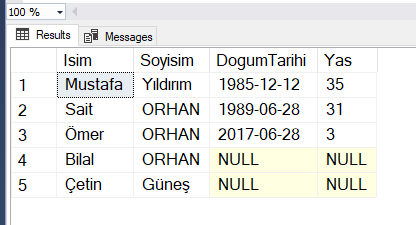 100 %
Results Messages
Isim Soyisim DogumTarihi Yas
1 Mustafa Yıldırım 1985-12-12 35
2 Sait ORHAN 1989-06-28 31
3 Ömer ORHAN 2017-06-28 3
4 Bilal ORHAN NULL NULL
5 Çetin Güneş NULL NULL